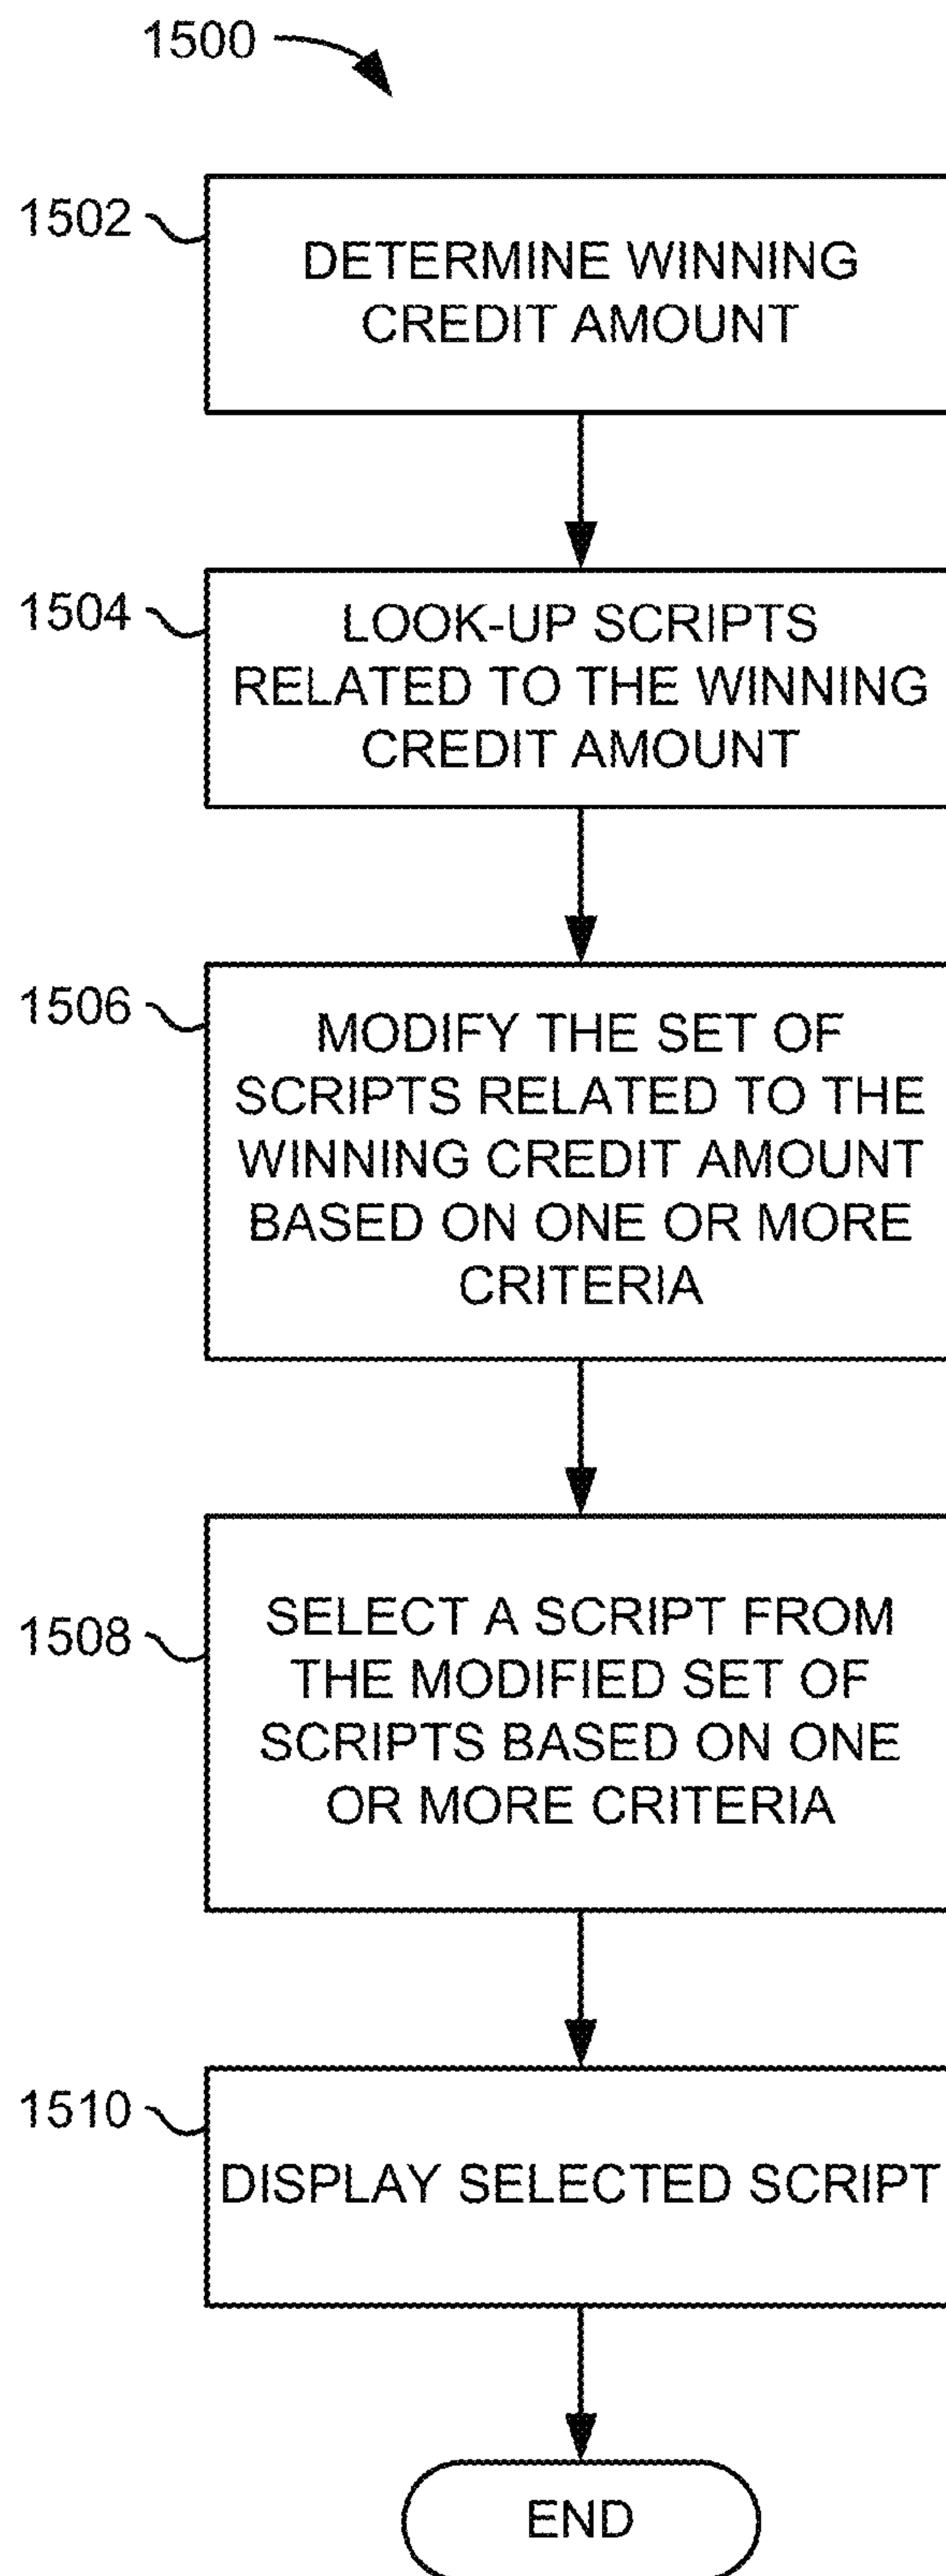 1500
1502
DETERMINE WINNING
CREDIT AMOUNT
1504
LOOK-UP SCRIPTS
RELATED TO THE WINNING
CREDIT AMOUNT
1506
MODIFY THE SET OF
SCRIPTS RELATED TO THE
WINNING CREDIT AMOUNT
BASED ON ONE OR MORE
CRITERIA
1508
SELECT A SCRIPT FROM
THE MODIFIED SET OF
SCRIPTS BASED ON ONE
OR MORE CRITERIA
1510
DISPLAY SELECTED SCRIPT
END